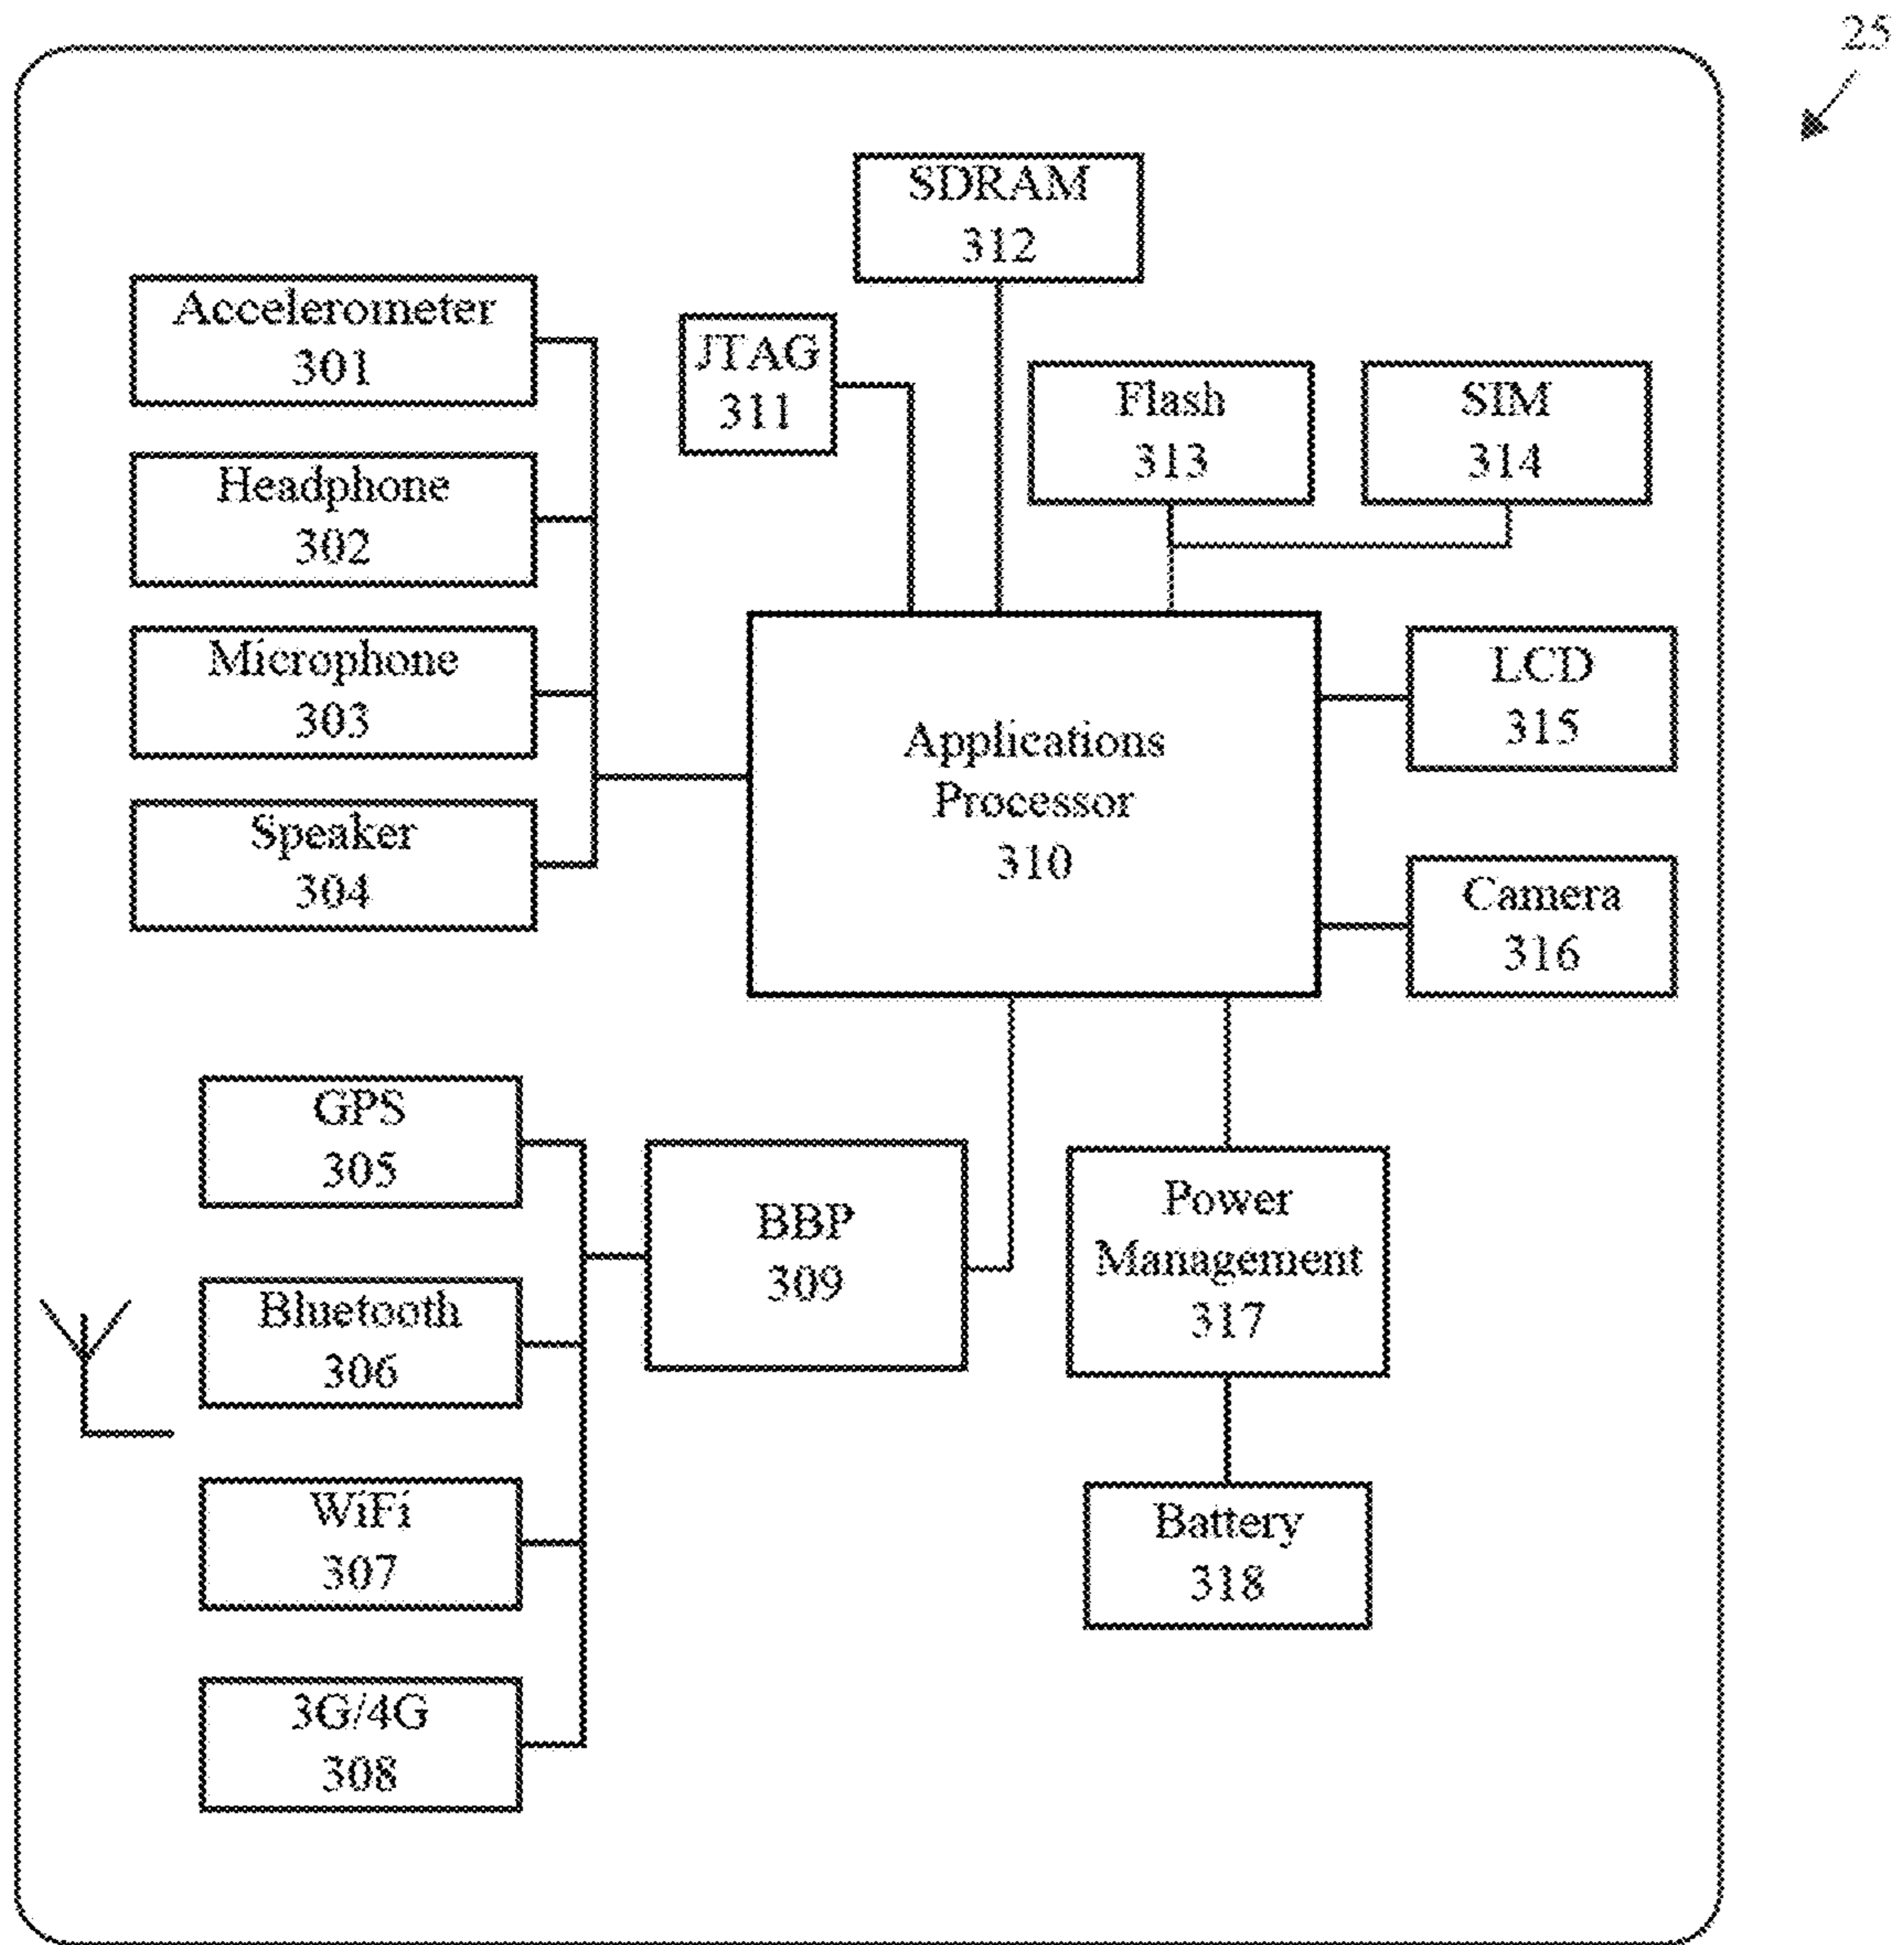 25
SDRAM
312
Accelerometer
301
JTAG
311
Flash
313
SIM
314
Headphone
302
Microphone
303
LCD
315
Applications
Processor
310
Speaker
304
Camera
316
GPS
305
BBP
309
Power
Management
317
Bluetooth
306
WiFi
307
Battery
318
3G/4G
308